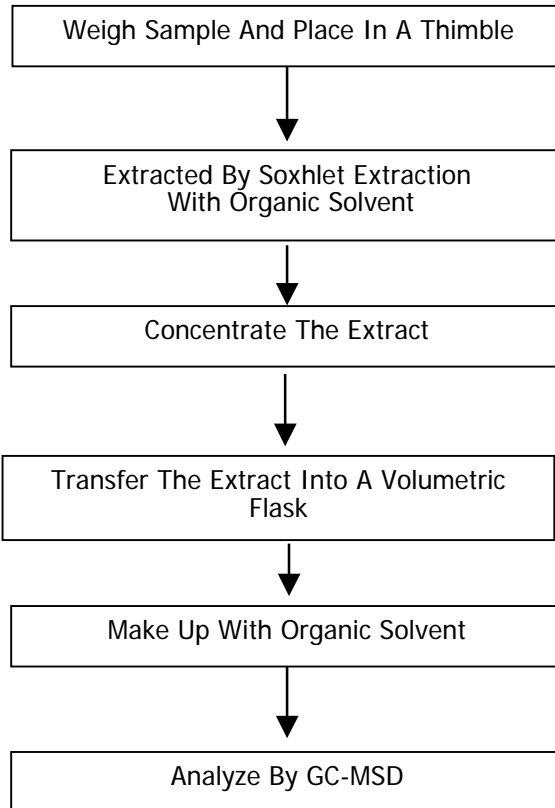 Weigh Sample And Place In A Thimble
Extracted By Soxhlet Extraction
With Organic Solvent
Concentrate The Extract
Transfer The Extract Into A Volumetric
Flask
Make Up With Organic Solvent
Analyze By GC-MSD